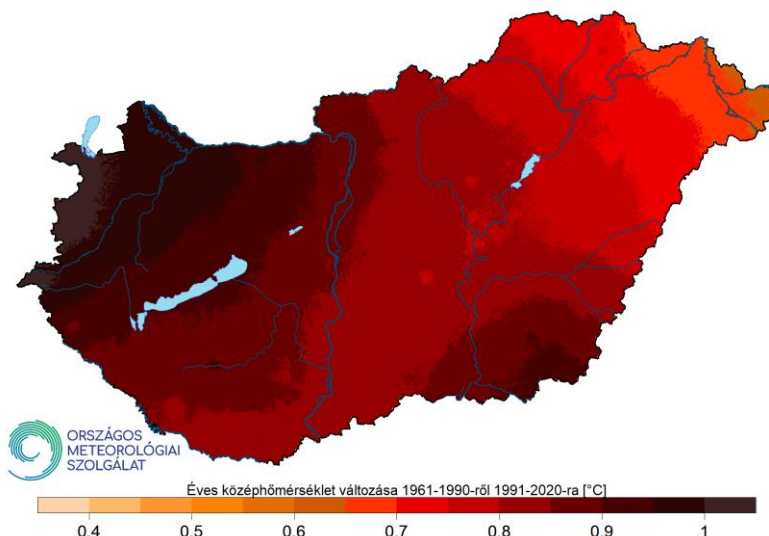 ORSZÁGOS
METEOROLÓGIAI
SZOLGÁLAT
Éves középhőmérséklet változása 1961-1990-ről 1991-2020-ra [°C]
0.4 0.5 0.6 0.7 0.8 0.9 1